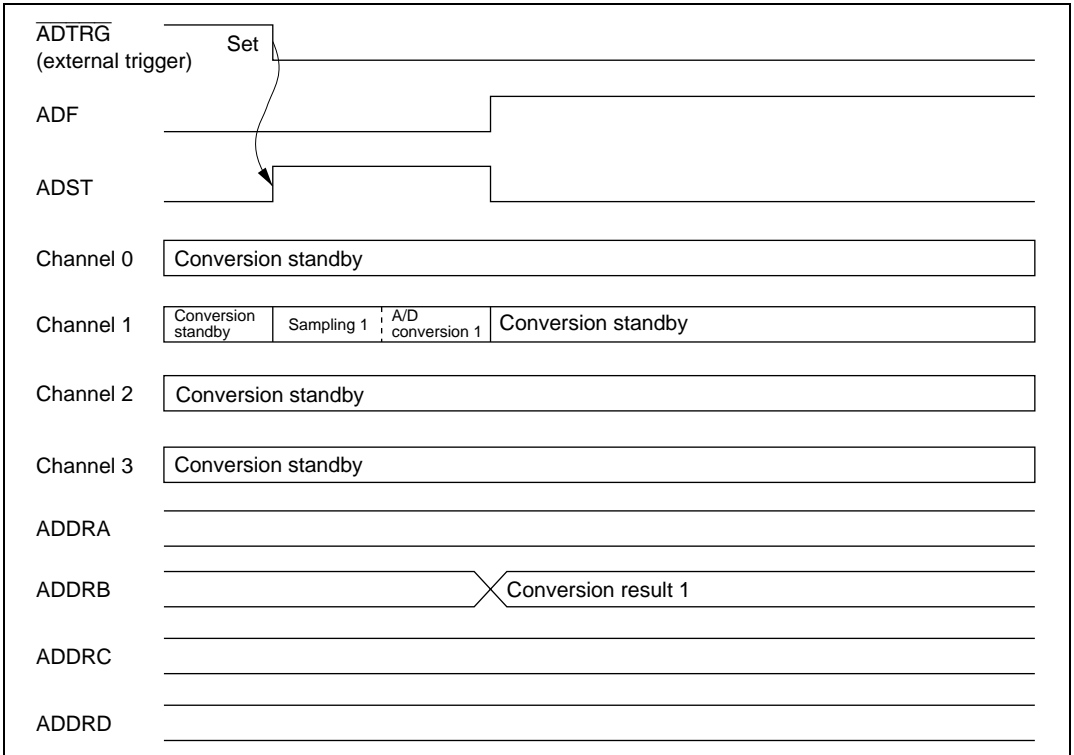 ADTRG
(external trigger)
Set
ADF
ADST
Channel 0
Conversion standby
Channel 1
Conversion
standby
Sampling 1
A/D
conversion 1
Conversion standby
Channel 2
Conversion standby
Channel 3
Conversion standby
ADDRA
ADDRB
Conversion result 1
ADDRC
ADDRD